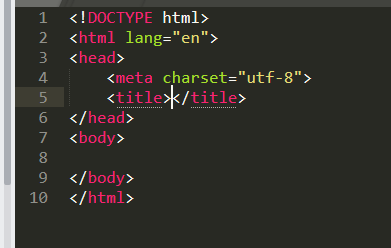 1 <!DOCTYPE html>
2 <html lang="en">
3 <head>
4     <meta charset="utf-8">
5     <title></title>
6 </head>
7 <body>
8
9 </body>
10 </html>